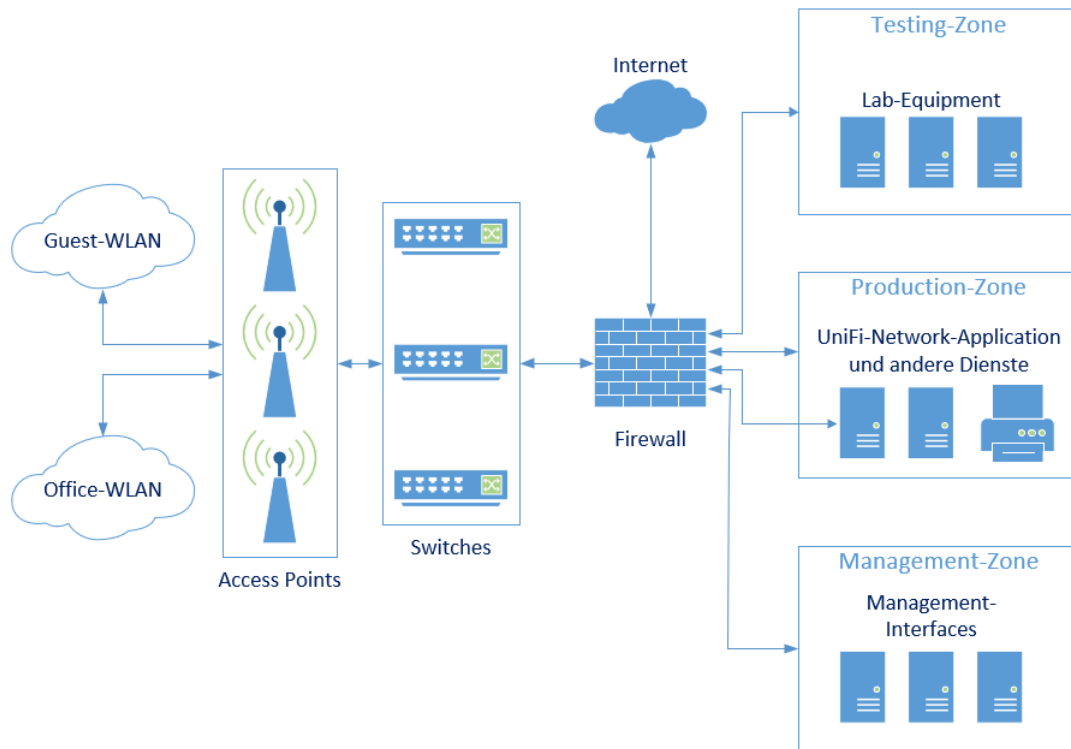 Testing-Zone
Internet
Lab-Equipment
Guest-WLAN
Production-Zone
UniFi-Network-Application
und andere Dienste
Firewall
Office-WLAN
Switches
Access Points
Management-Zone
Management-
Interfaces